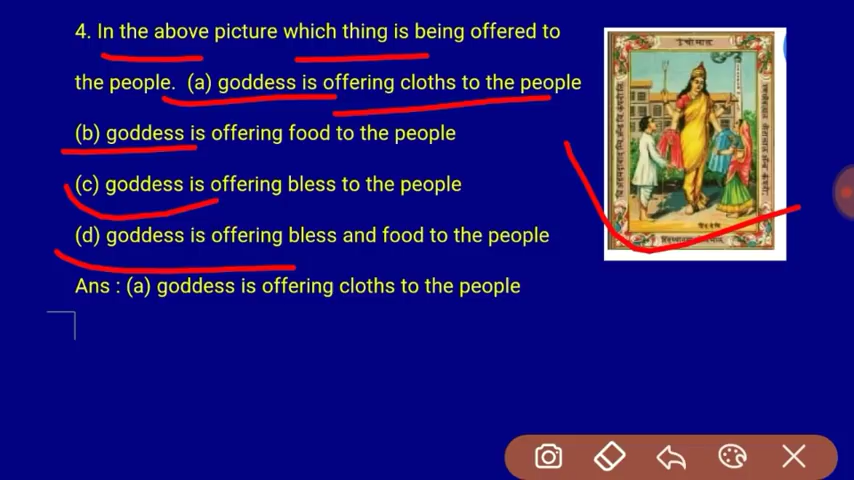 4. In the above picture which thing is being offered to
the people. (a) goddess is offering cloths to the people
(b) goddess is offering food to the people
(c) goddess is offering bless to the people
(d) goddess is offering bless and food to the people
Ans : (a) goddess is offering cloths to the people